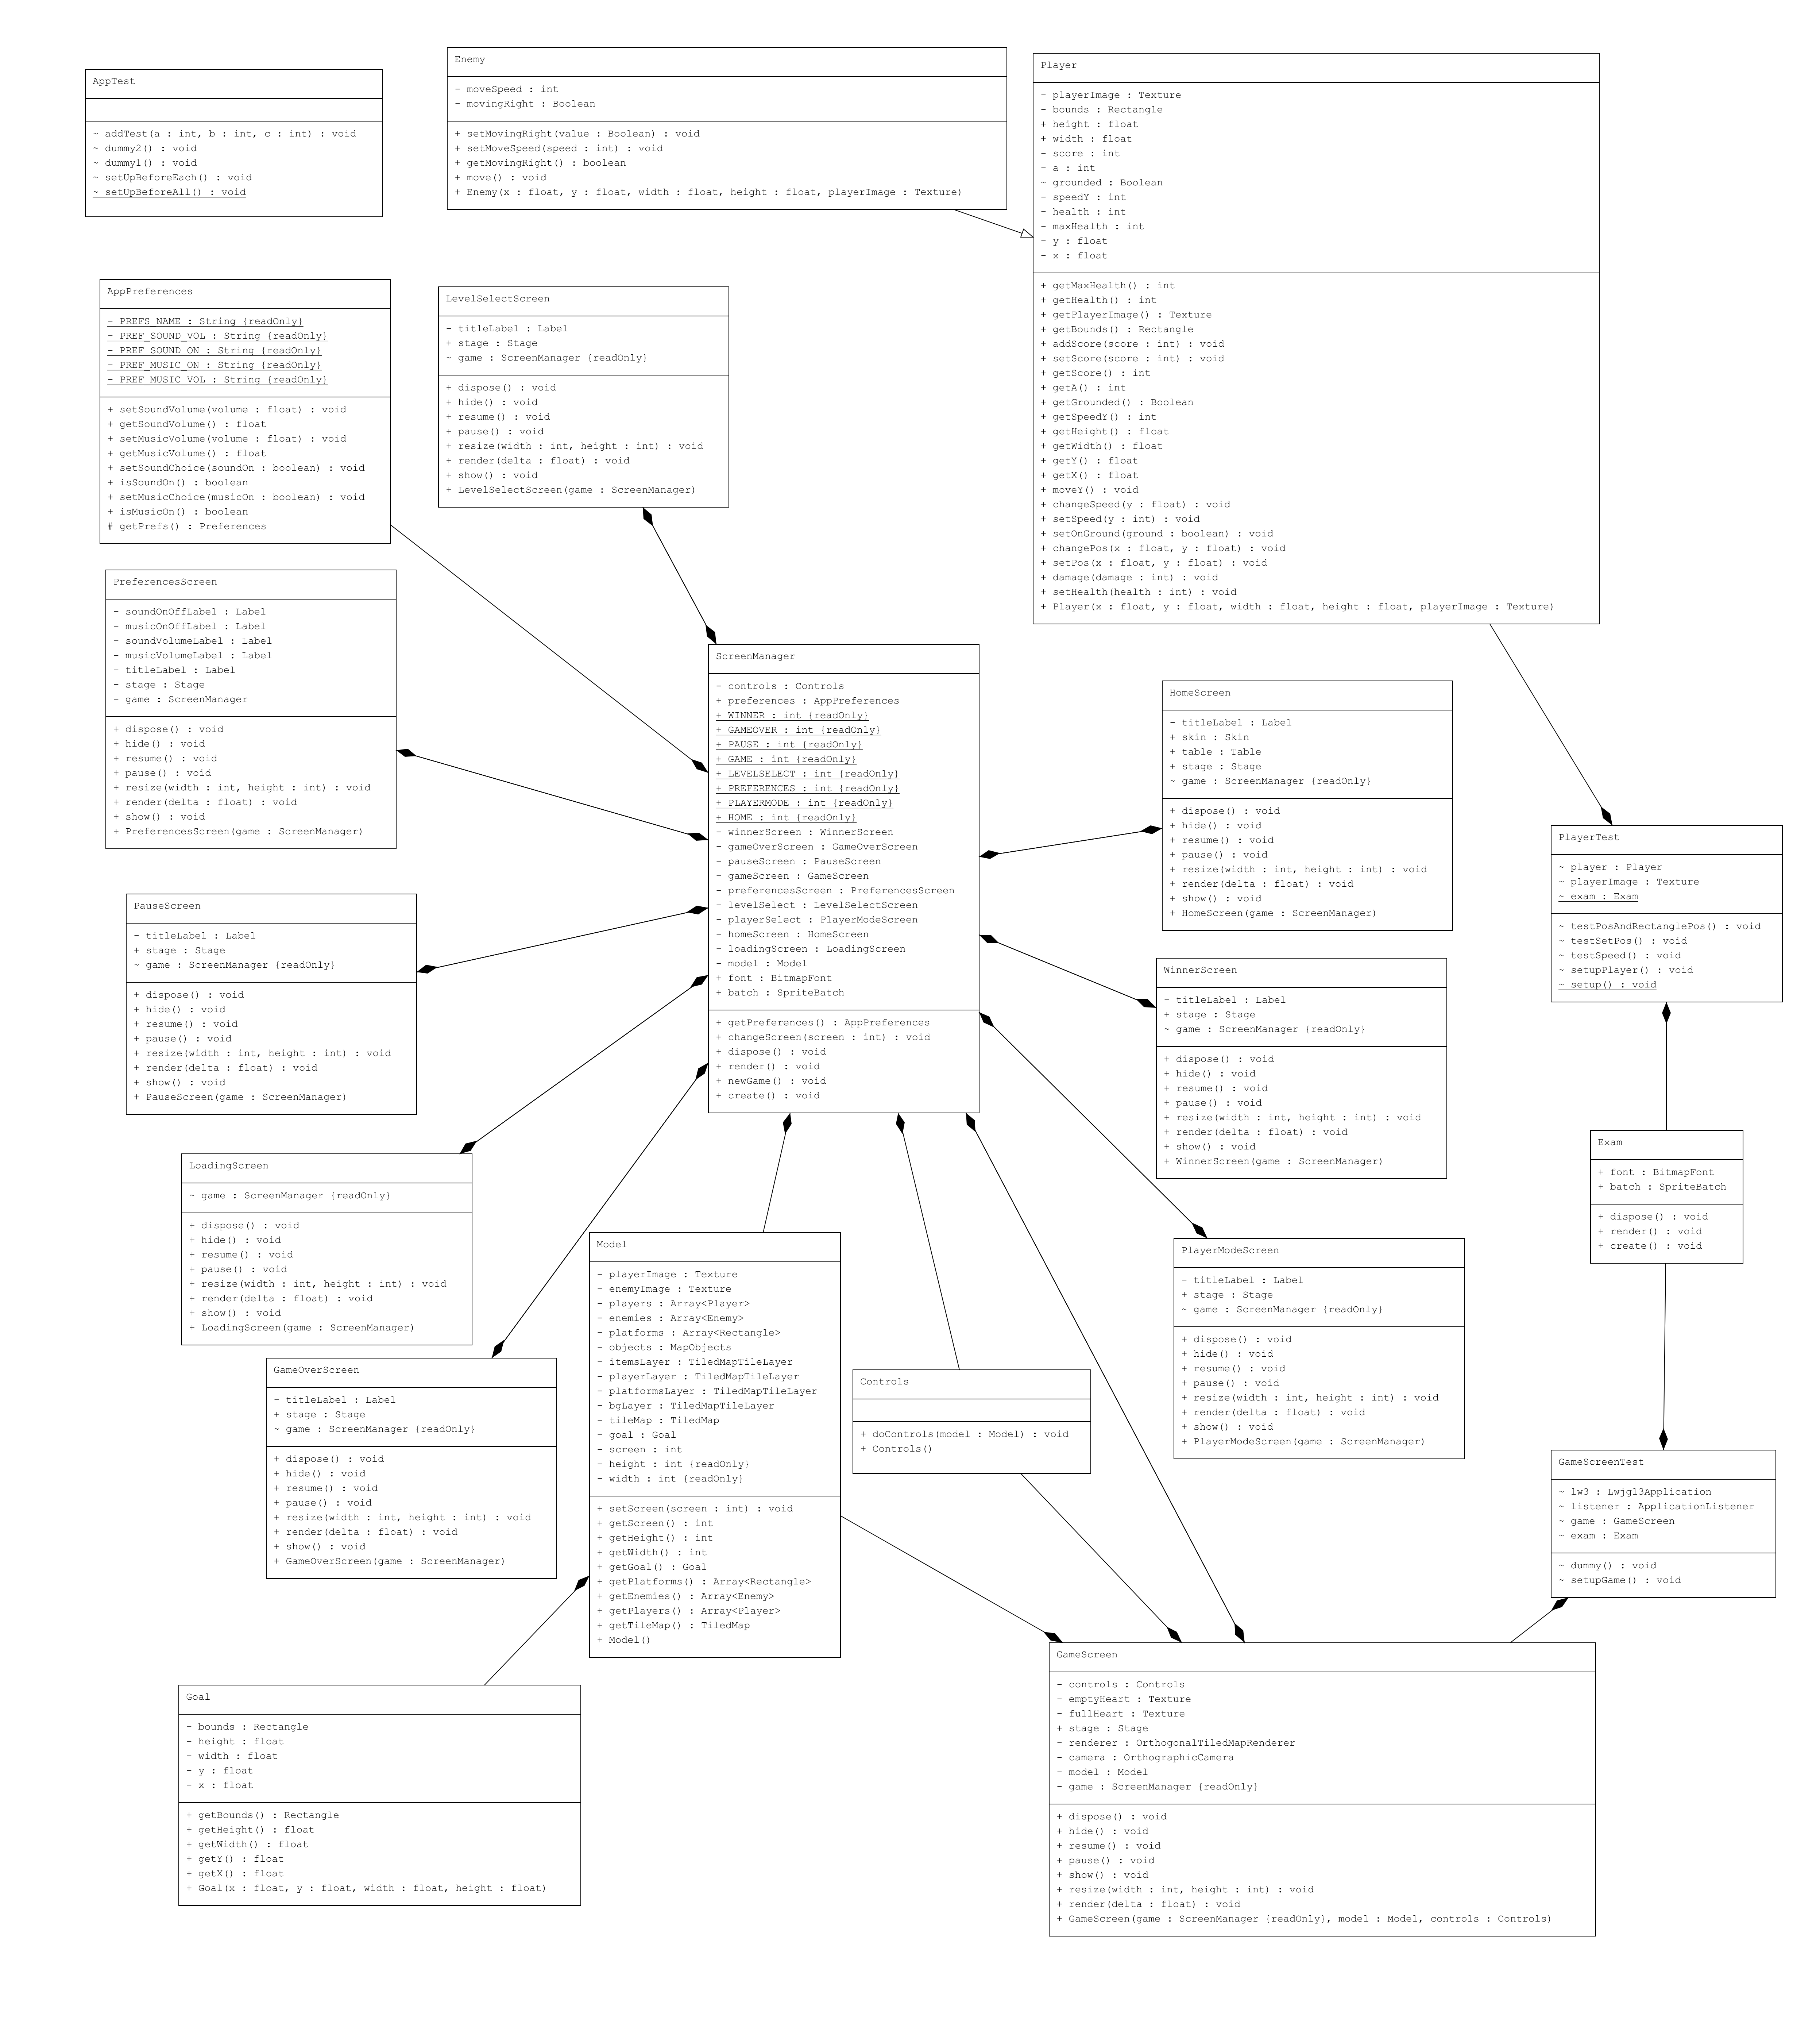 AppTest
~ addTest(a : int, b : int, c : int) : void
~ dummy2() : void
~ dummy1() : void
~ setUpBeforeEach() : void
~ setUpBeforeAll() : void
Enemy
- moveSpeed : int
- movingRight : Boolean
+ setMovingRight(value : Boolean) : void
+ setMoveSpeed(speed : int) : void
+ getMovingRight() : boolean
+ move() : void
+ Enemy(x : float, y : float, width : float, height : float, playerImage : Texture)
Player
- playerImage : Texture
- bounds : Rectangle
+ height : float
+ width : float
- score : int
- a : int
~ grounded : Boolean
- speedY : int
- health : int
- maxHealth : int
- y : float
- x : float
+ getMaxHealth() : int
+ getHealth() : int
+ getPlayerImage() : Texture
+ getBounds() : Rectangle
+ addScore(score : int) : void
+ setScore(score : int) : void
+ getScore() : int
+ getA() : int
+ getGrounded() : Boolean
+ getSpeedY() : int
+ getHeight() : float
+ getWidth() : float
+ getY() : float
+ getX() : float
+ moveY() : void
+ changeSpeed(y : float) : void
+ setSpeed(y : int) : void
+ setOnGround(ground : boolean) : void
+ changePos(x : float, y : float) : void
+ setPos(x : float, y : float) : void
+ damage(damage : int) : void
+ setHealth(health : int) : void
+ Player(x : float, y : float, width : float, height : float, playerImage : Texture)
AppPreferences
- PREFS_NAME : String {readOnly}
- PREF_SOUND_VOL : String {readOnly}
- PREF_SOUND_ON : String {readOnly}
- PREF_MUSIC_ON : String {readOnly}
- PREF_MUSIC_VOL : String {readOnly}
+ setSoundVolume(volume : float) : void
+ getSoundVolume() : float
+ setMusicVolume(volume : float) : void
+ getMusicVolume() : float
+ setSoundChoice(soundOn : boolean) : void
+ isSoundOn() : boolean
+ setMusicChoice(musicOn : boolean) : void
+ isMusicOn() : boolean
# getPrefs() : Preferences
LevelSelectScreen
- titleLabel : Label
+ stage : Stage
~ game : ScreenManager {readOnly}
+ dispose() : void
+ hide() : void
+ resume() : void
+ pause() : void
+ resize(width : int, height : int) : void
+ render(delta : float) : void
+ show() : void
+ LevelSelectScreen(game : ScreenManager)
PreferencesScreen
- soundOnOffLabel : Label
- musicOnOffLabel : Label
- soundVolumeLabel : Label
- musicVolumeLabel : Label
- titleLabel : Label
- stage : Stage
- game : ScreenManager
+ dispose() : void
+ hide() : void
+ resume() : void
+ pause() : void
+ resize(width : int, height : int) : void
+ render(delta : float) : void
+ show() : void
+ PreferencesScreen(game : ScreenManager)
ScreenManager
- controls : Controls
+ preferences : AppPreferences
+ WINNER : int {readOnly}
+ GAMEOVER : int {readOnly}
+ PAUSE : int {readOnly}
+ GAME : int {readOnly}
+ LEVELSELECT : int {readOnly}
+ PREFERENCES : int {readOnly}
+ PLAYERMODE : int {readOnly}
+ HOME : int {readOnly}
- winnerScreen : WinnerScreen
- gameOverScreen : GameOverScreen
- pauseScreen : PauseScreen
- gameScreen : GameScreen
- preferencesScreen : PreferencesScreen
- levelSelect : LevelSelectScreen
- playerSelect : PlayerModeScreen
- homeScreen : HomeScreen
- loadingScreen : LoadingScreen
- model : Model
+ font : BitmapFont
+ batch : SpriteBatch
+ getPreferences() : AppPreferences
+ changeScreen(screen : int) : void
+ dispose() : void
+ render() : void
+ newGame() : void
+ create() : void
HomeScreen
- titleLabel : Label
+ skin : Skin
+ table : Table
+ stage : Stage
~ game : ScreenManager {readOnly}
+ dispose() : void
+ hide() : void
+ resume() : void
+ pause() : void
+ resize(width : int, height : int) : void
+ render(delta : float) : void
+ show() : void
+ HomeScreen(game : ScreenManager)
PlayerTest
~ player : Player
~ playerImage : Texture
~ exam : Exam
~ testPosAndRectanglePos() : void
~ testSetPos() : void
~ testSpeed() : void
~ setupPlayer() : void
~ setup() : void
PauseScreen
- titleLabel : Label
+ stage : Stage
~ game : ScreenManager {readOnly}
+ dispose() : void
+ hide() : void
+ resume() : void
+ pause() : void
+ resize(width : int, height : int) : void
+ render(delta : float) : void
+ show() : void
+ PauseScreen(game : ScreenManager)
WinnerScreen
- titleLabel : Label
+ stage : Stage
~ game : ScreenManager {readOnly}
+ dispose() : void
+ hide() : void
+ resume() : void
+ pause() : void
+ resize(width : int, height : int) : void
+ render(delta : float) : void
+ show() : void
+ WinnerScreen(game : ScreenManager)
Exam
+ font : BitmapFont
+ batch : SpriteBatch
+ dispose() : void
+ render() : void
+ create() : void
LoadingScreen
~ game : ScreenManager {readOnly}
+ dispose() : void
+ hide() : void
+ resume() : void
+ pause() : void
+ resize(width : int, height : int) : void
+ render(delta : float) : void
+ show() : void
+ LoadingScreen(game : ScreenManager)
Model
- playerImage : Texture
- enemyImage : Texture
- players : Array<Player>
- enemies : Array<Enemy>
- platforms : Array<Rectangle>
- objects : MapObjects
- itemsLayer : TiledMapTileLayer
- playerLayer : TiledMapTileLayer
- platformsLayer : TiledMapTileLayer
- bgLayer : TiledMapTileLayer
- tileMap : TiledMap
- goal : Goal
- screen : int
- height : int {readOnly}
- width : int {readOnly}
+ setScreen(screen : int) : void
+ getScreen() : int
+ getHeight() : int
+ getWidth() : int
+ getGoal() : Goal
+ getPlatforms() : Array<Rectangle>
+ getEnemies() : Array<Enemy>
+ getPlayers() : Array<Player>
+ getTileMap() : TiledMap
+ Model()
PlayerModeScreen
- titleLabel : Label
+ stage : Stage
~ game : ScreenManager {readOnly}
+ dispose() : void
+ hide() : void
+ resume() : void
+ pause() : void
+ resize(width : int, height : int) : void
+ render(delta : float) : void
+ show() : void
+ PlayerModeScreen(game : ScreenManager)
GameOverScreen
- titleLabel : Label
+ stage : Stage
~ game : ScreenManager {readOnly}
+ dispose() : void
+ hide() : void
+ resume() : void
+ pause() : void
+ resize(width : int, height : int) : void
+ render(delta : float) : void
+ show() : void
+ GameOverScreen(game : ScreenManager)
Controls
+ doControls(model : Model) : void
+ Controls()
GameScreenTest
~ lw3 : Lwjgl3Application
~ listener : ApplicationListener
~ game : GameScreen
~ exam : Exam
~ dummy() : void
~ setupGame() : void
Goal
- bounds : Rectangle
- height : float
- width : float
- y : float
- x : float
+ getBounds() : Rectangle
+ getHeight() : float
+ getWidth() : float
+ getY() : float
+ getX() : float
+ Goal(x : float, y : float, width : float, height : float)
GameScreen
- controls : Controls
- emptyHeart : Texture
- fullHeart : Texture
+ stage : Stage
- renderer : OrthogonalTiledMapRenderer
- camera : OrthographicCamera
- model : Model
- game : ScreenManager {readOnly}
+ dispose() : void
+ hide() : void
+ resume() : void
+ pause() : void
+ show() : void
+ resize(width : int, height : int) : void
+ render(delta : float) : void
+ GameScreen(game : ScreenManager {readOnly}, model : Model, controls : Controls)